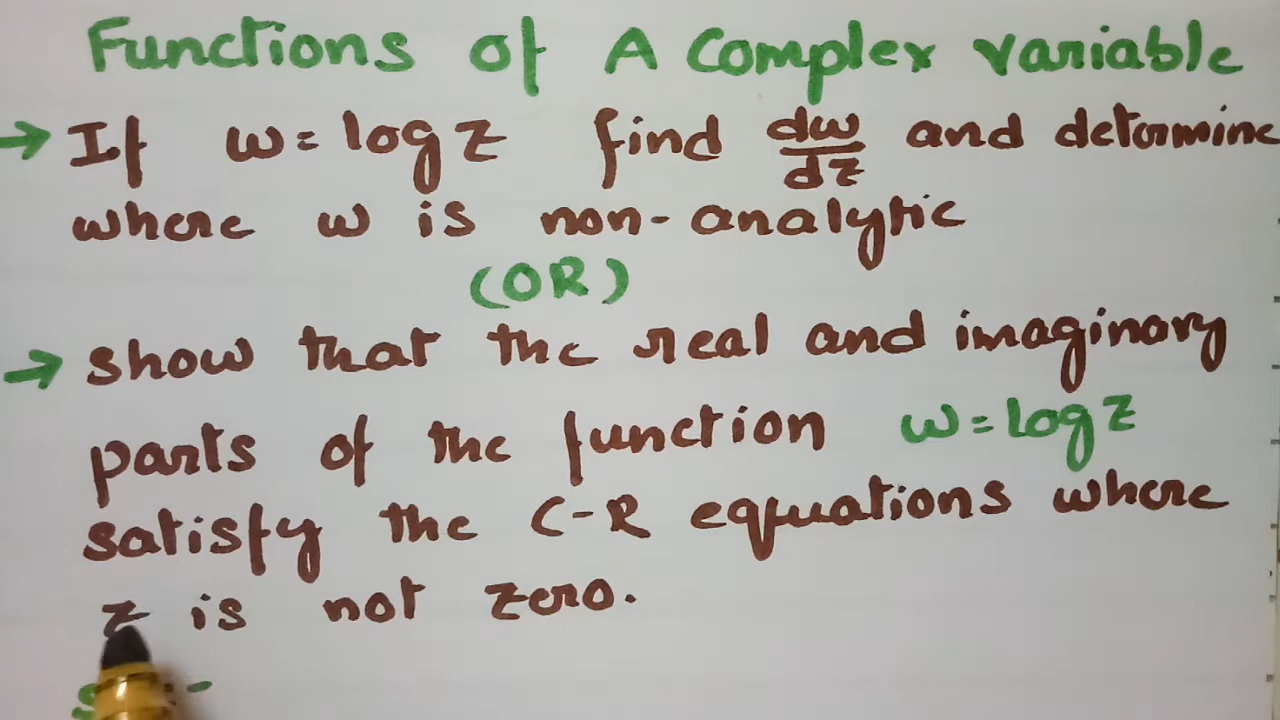 Functions of A Complex variable
→ If w = log z find dw/dz and determine
where w is non-analytic
(OR)
→ show that the real and imaginary
parts of the function w = log z
satisfy the C-R equations where
z is not zero.